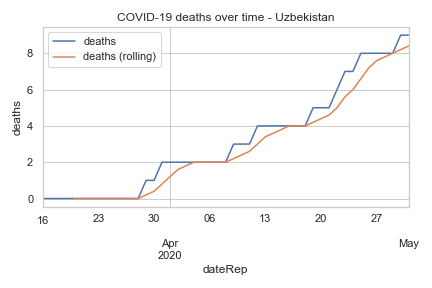 COVID-19 deaths over time - Uzbekistan
deaths
deaths (rolling)
deaths
8
6
4
2
0
16 23 30 06 13 20 27
Apr May
2020
dateRep